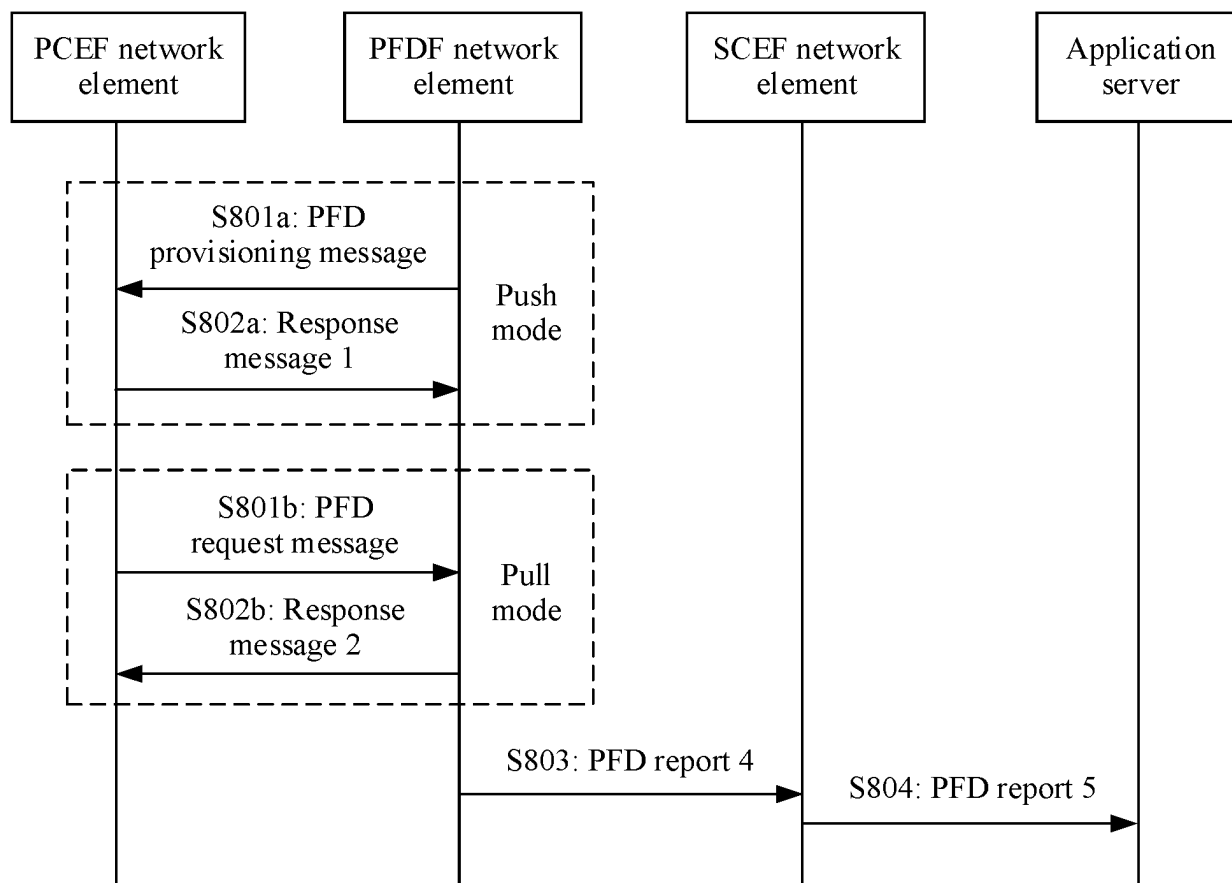 PCEF network
element
PFDF network
element
SCEF network
element
Application
server
S801a: PFD
provisioning message
S802a: Response
message 1
Push
mode
S801b: PFD
request message
S802b: Response
message 2
Pull
mode
S803: PFD report 4
S804: PFD report 5